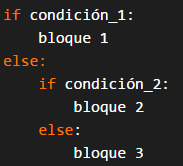 if condición_1:
    bloque 1
else:
    if condición_2:
        bloque 2
    else:
        bloque 3